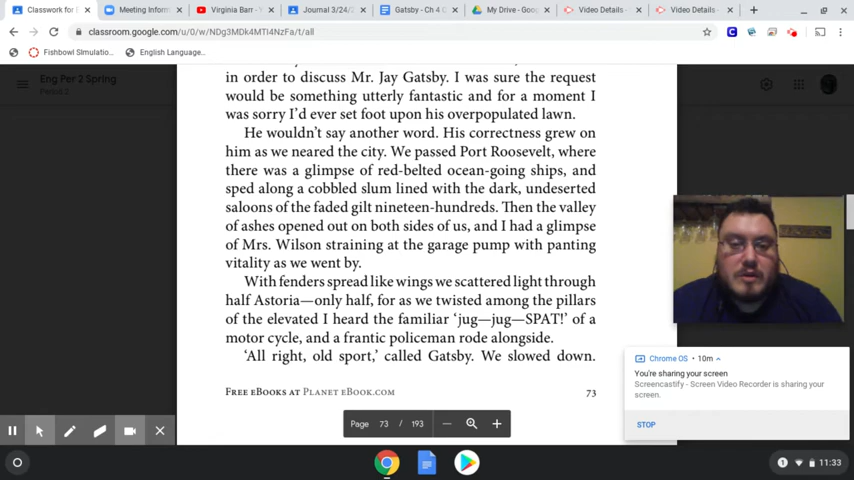 Classwork for E
Meeting Inform
Virginia Barr - Y
Journal 3/24/2
Gatsby - Ch 4 C
My Drive - Goog
Video Details -
Video Details -
classroom.google.com/u/0/w/NDg3MDk4MTI4NzFa/t/all
Fishbowl SImulatio...
English Language...
Eng Per 2 Spring
Period 2
in order to discuss Mr. Jay Gatsby. I was sure the request
would be something utterly fantastic and for a moment I
was sorry I'd ever set foot upon his overpopulated lawn.
He wouldn't say another word. His correctness grew on
him as we neared the city. We passed Port Roosevelt, where
there was a glimpse of red-belted ocean-going ships, and
sped along a cobbled slum lined with the dark, undeserted
saloons of the faded gilt nineteen-hundreds. Then the valley
of ashes opened out on both sides of us, and I had a glimpse
of Mrs. Wilson straining at the garage pump with panting
vitality as we went by.
With fenders spread like wings we scattered light through
half Astoria—only half, for as we twisted among the pillars
of the elevated I heard the familiar 'jug—jug—SPAT!' of a
motor cycle, and a frantic policeman rode alongside.
'All right, old sport,' called Gatsby. We slowed down.
Free eBooks at Planet eBook.com
73
Chrome OS • 10m
You're sharing your screen
Screencastify - Screen Video Recorder is sharing your
screen.
STOP
Page 73 / 193
1 11:33